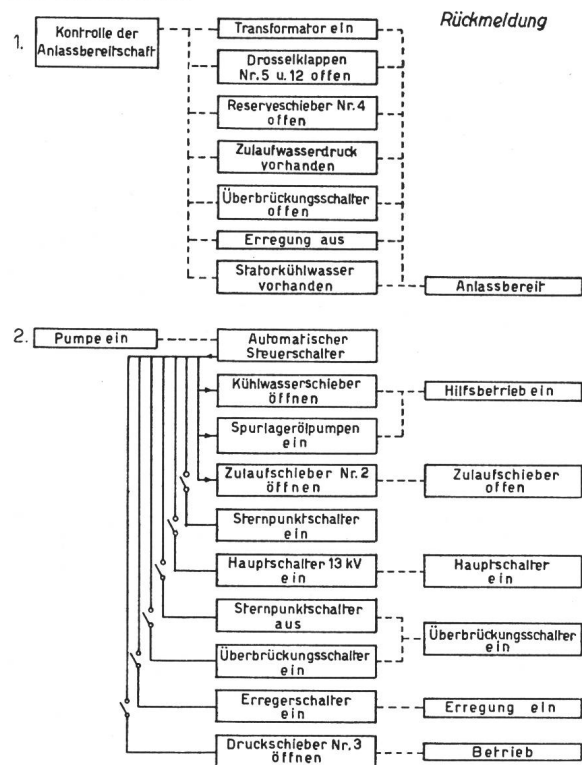 Rückmeldung
1.
Kontrolle der
Anlassbereitschaft
Transformator ein
Drosselklappen
Nr. 5 u. 12 offen
Reserveschieber Nr. 4
offen
Zulaufwasserdruck
vorhanden
Überbrückungsschalter
offen
Erregung aus
Statorkühlwasser
vorhanden
Anlassbereit
2.
Pumpe ein
Automatischer
Steuerschalter
Kühlwasserschieber
öffnen
Hilfsbetrieb ein
Spurlagerölpumpen
ein
Zulaufschieber Nr. 2
öffnen
Zulaufschieber
offen
Sternpunktschalter
ein
Hauptschalter 13 kV
ein
Hauptschalter
ein
Sternpunktschalter
aus
Überbrückungsschalter
ein
Überbrückungsschalter
ein
Erregerschalter
ein
Erregung ein
Druckschieber Nr. 3
öffnen
Betrieb